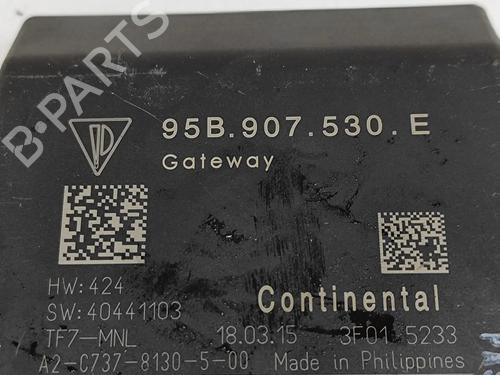 B-PARTS
95B.907.530.E
Gateway
HW:424
SW:40441103
Continental
TF7-MNL 18.03.15 3F01 5233
A2-C737-8130-5-00 Made in Philippines